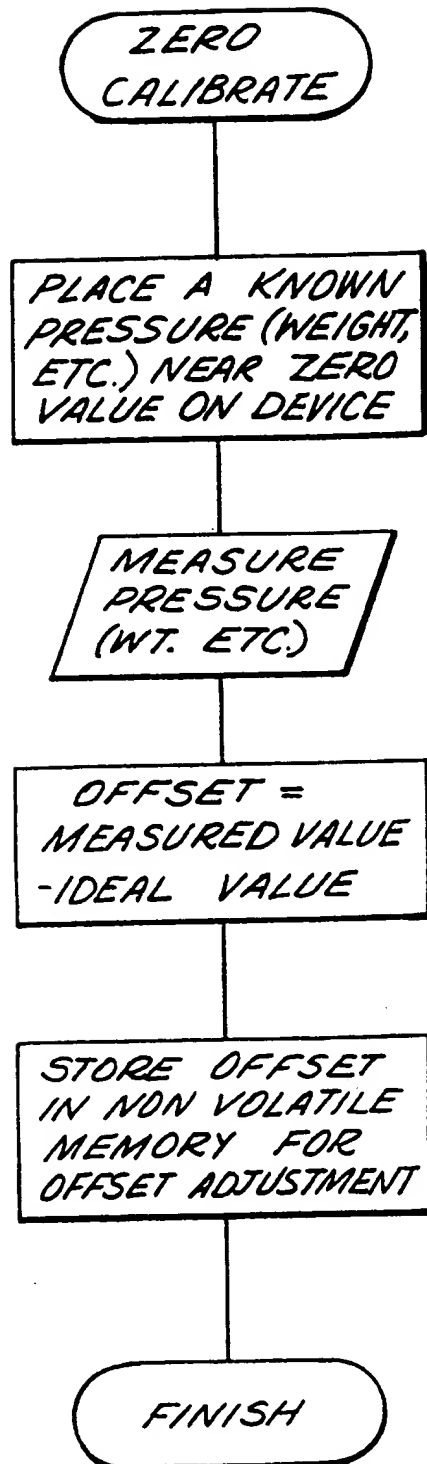 ZERO
CALIBRATE
PLACE A KNOWN
PRESSURE (WEIGHT,
ETC.) NEAR ZERO
VALUE ON DEVICE
MEASURE
PRESSURE
(WT. ETC.)
OFFSET =
MEASURED VALUE
-IDEAL VALUE
STORE OFFSET
IN NON VOLATILE
MEMORY FOR
OFFSET ADJUSTMENT
FINISH